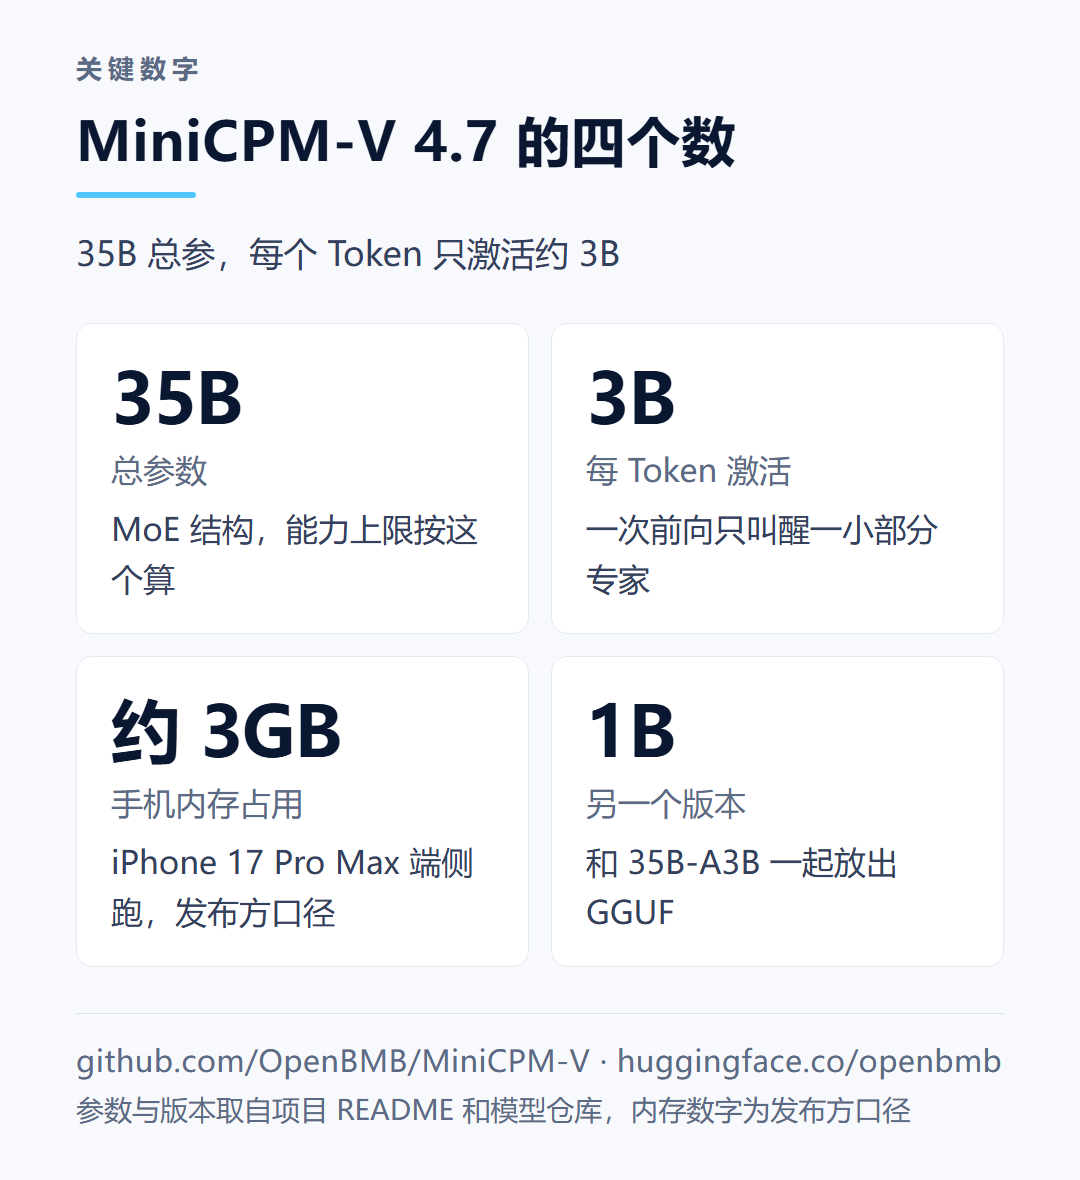 关键数字
MiniCPM-V 4.7 的四个数
35B 总参，每个 Token 只激活约 3B
35B
总参数
MoE 结构，能力上限按这
个算
3B
每 Token 激活
一次前向只叫醒一小部分
专家
约 3GB
手机内存占用
iPhone 17 Pro Max 端侧
跑，发布方口径
1B
另一个版本
和 35B-A3B 一起放出
GGUF
github.com/OpenBMB/MiniCPM-V · huggingface.co/openbmb
参数与版本取自项目 README 和模型仓库，内存数字为发布方口径